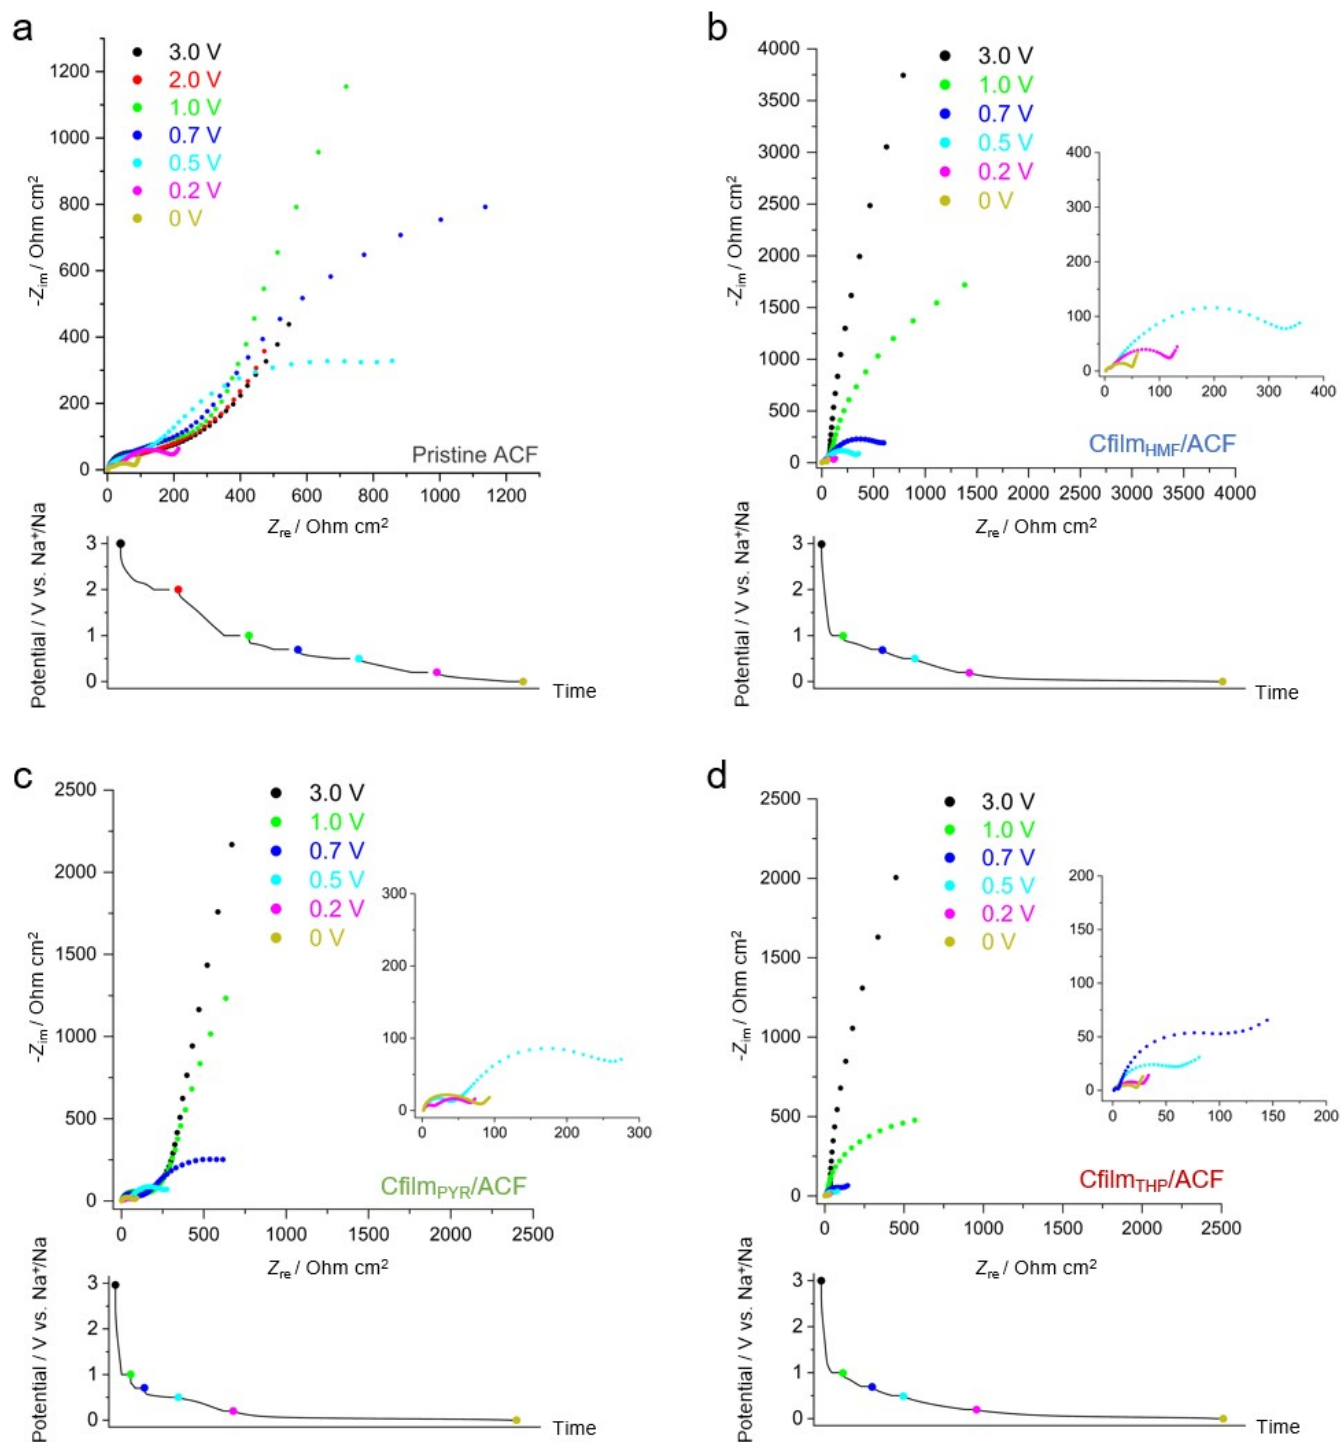 a
1200
1000
800
600
400
200
0
-Zim / Ohm cm²
3.0 V
2.0 V
1.0 V
0.7 V
0.5 V
0.2 V
0 V
Pristine ACF
0 200 400 600 800 1000 1200
Zre / Ohm cm²
Potential / V vs. Na⁺/Na
3
2
1
0
Time
b
4000
3500
3000
2500
2000
1500
1000
500
0
-Zim / Ohm cm²
3.0 V
1.0 V
0.7 V
0.5 V
0.2 V
0 V
400
300
200
100
0
0 100 200 300 400
CfilmHMF/ACF
0 500 1000 1500 2000 2500 3000 3500 4000
Zre / Ohm cm²
Potential / V vs. Na⁺/Na
3
2
1
0
Time
c
2500
2000
1500
1000
500
0
-Zim / Ohm cm²
3.0 V
1.0 V
0.7 V
0.5 V
0.2 V
0 V
300
200
100
0
0 100 200 300
CfilmPYR/ACF
0 500 1000 1500 2000 2500
Zre / Ohm cm²
Potential / V vs. Na⁺/Na
3
2
1
0
Time
d
2500
2000
1500
1000
500
0
-Zim / Ohm cm²
3.0 V
1.0 V
0.7 V
0.5 V
0.2 V
0 V
200
150
100
50
0
0 50 100 150 200
CfilmTHP/ACF
0 500 1000 1500 2000 2500
Zre / Ohm cm²
Potential / V vs. Na⁺/Na
3
2
1
0
Time